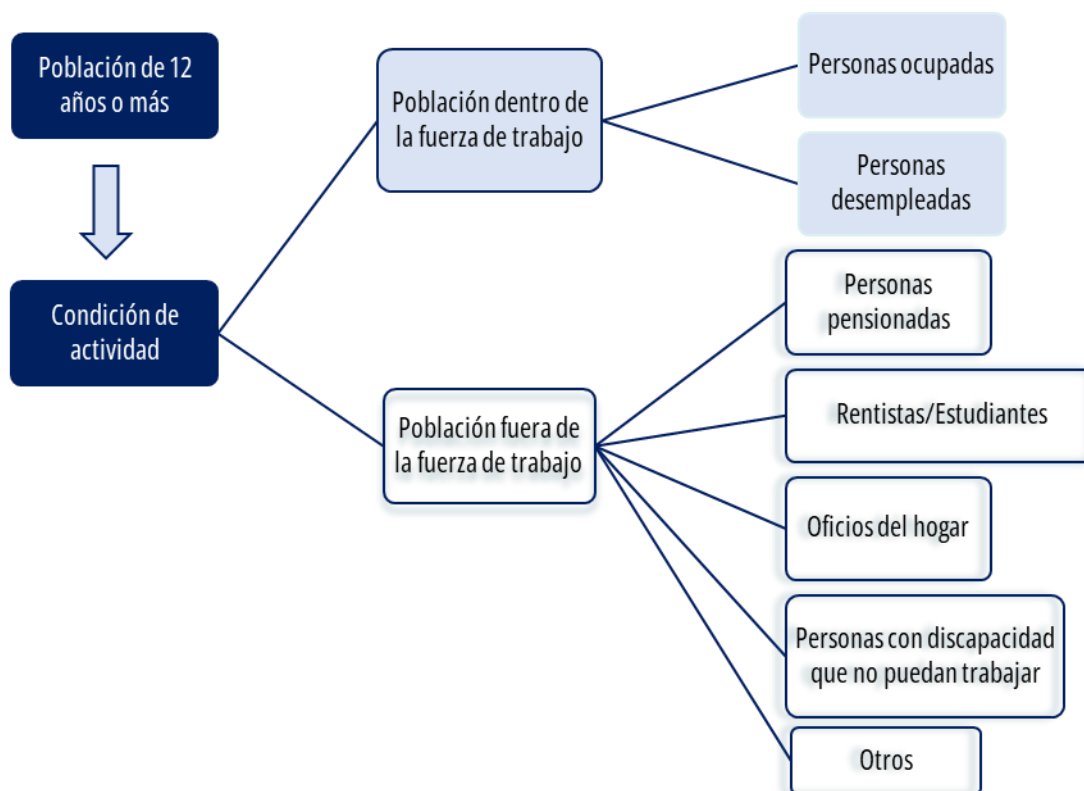 Población de 12
años o más
Condición de
actividad
Población dentro de
la fuerza de trabajo
Personas ocupadas
Personas
desempleadas
Población fuera de
la fuerza de trabajo
Personas
pensionadas
Rentistas/Estudiantes
Oficios del hogar
Personas con discapacidad
que no puedan trabajar
Otros